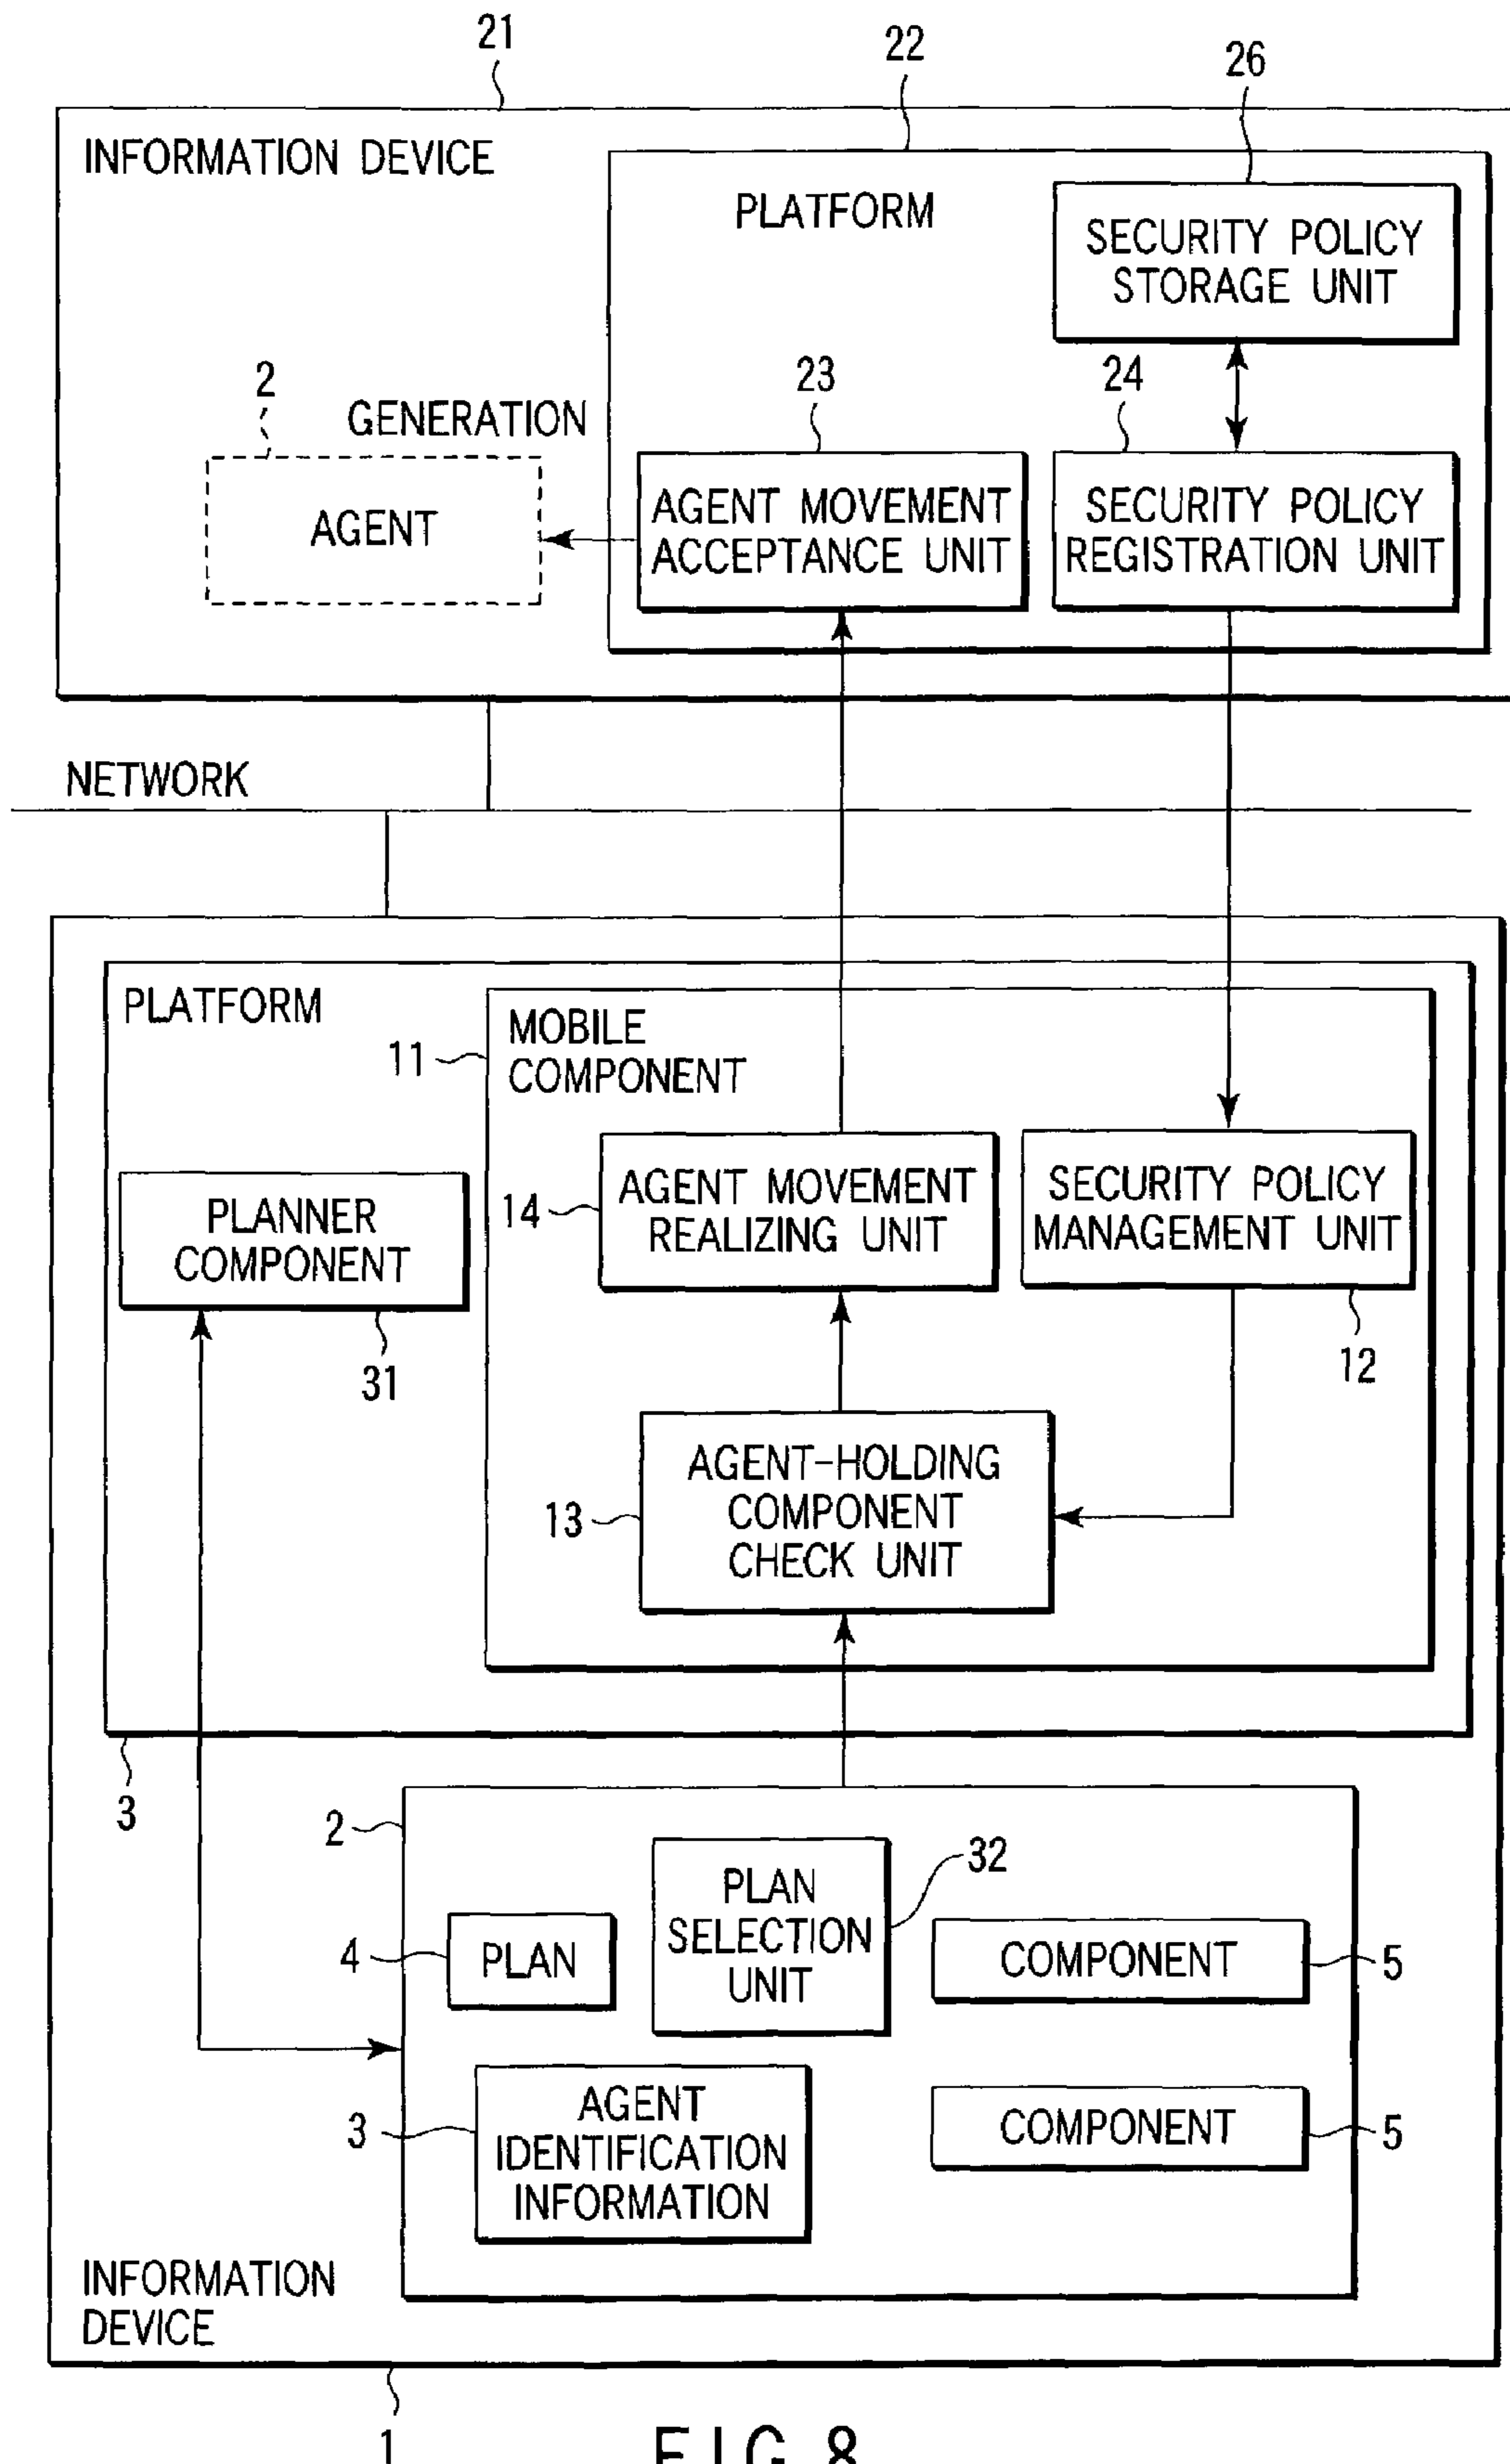 21
22
26
INFORMATION DEVICE
PLATFORM
SECURITY POLICY
STORAGE UNIT
2
GENERATION
23
24
AGENT
AGENT MOVEMENT
ACCEPTANCE UNIT
SECURITY POLICY
REGISTRATION UNIT
NETWORK
PLATFORM
11
MOBILE
COMPONENT
PLANNER
COMPONENT
31
14
AGENT MOVEMENT
REALIZING UNIT
SECURITY POLICY
MANAGEMENT UNIT
12
13
AGENT-HOLDING
COMPONENT
CHECK UNIT
3
2
PLAN
SELECTION
UNIT
32
4
PLAN
COMPONENT
5
3
AGENT
IDENTIFICATION
INFORMATION
COMPONENT
5
INFORMATION
DEVICE
1
FIG. 8